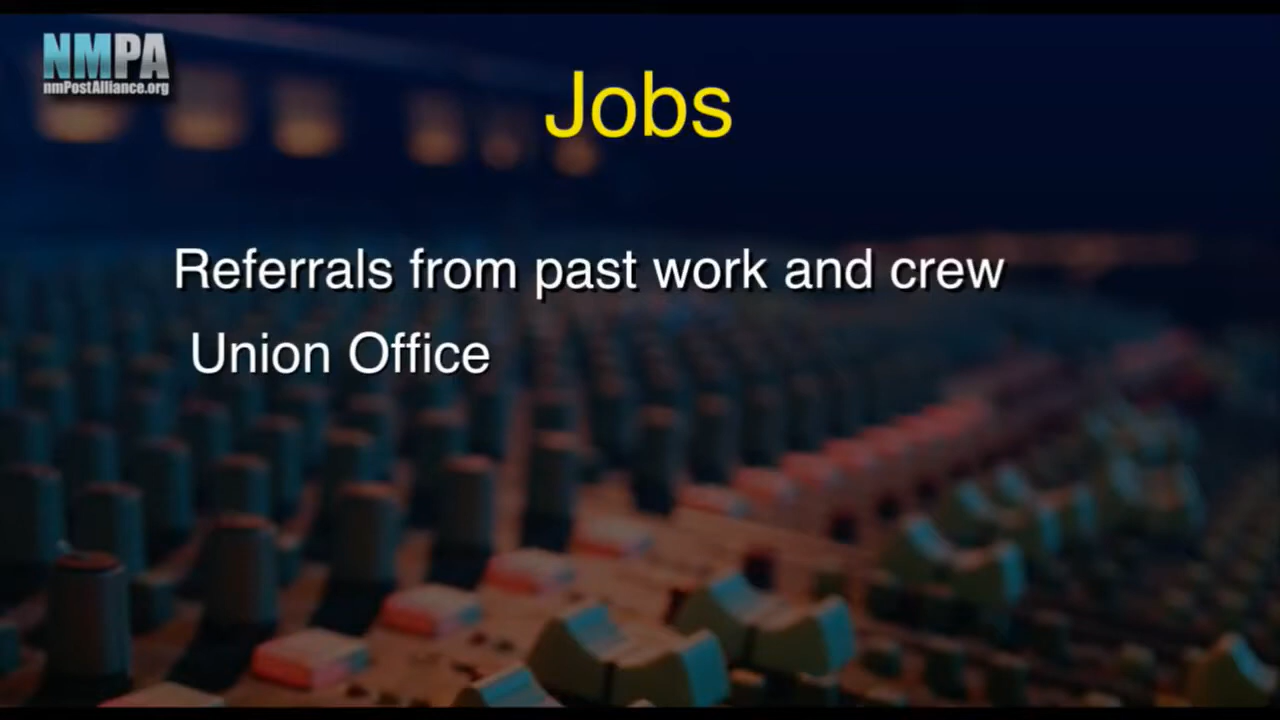 NMPA
nmPostAlliance.org
Jobs
Referrals from past work and crew
Union Office